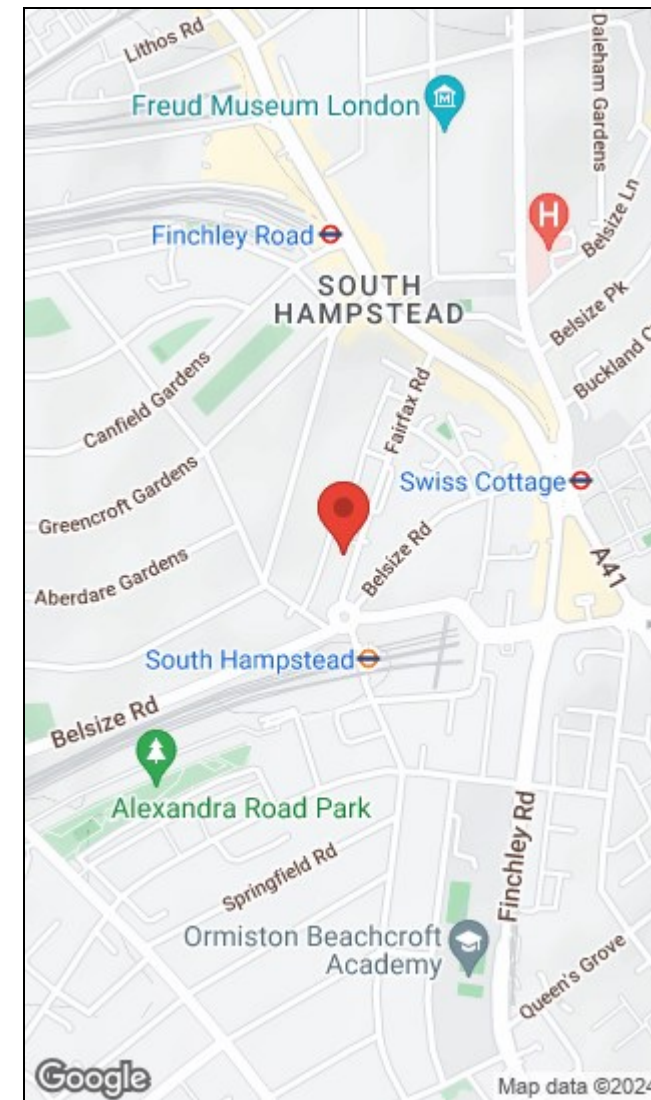 Lithos Rd
Daleham Gardens
Freud Museum London
H
Belsize Ln
Finchley Road
SOUTH
HAMPSTEAD
Belsize Pk
Buckland C
Canfield Gardens
Fairfax Rd
Greencroft Gardens
Swiss Cottage
Aberdare Gardens
Belsize Rd
A41
South Hampstead
Belsize Rd
Alexandra Road Park
Springfield Rd
Finchley Rd
Ormiston Beachcroft
Academy
Queen's Grove
Google
Map data ©2024